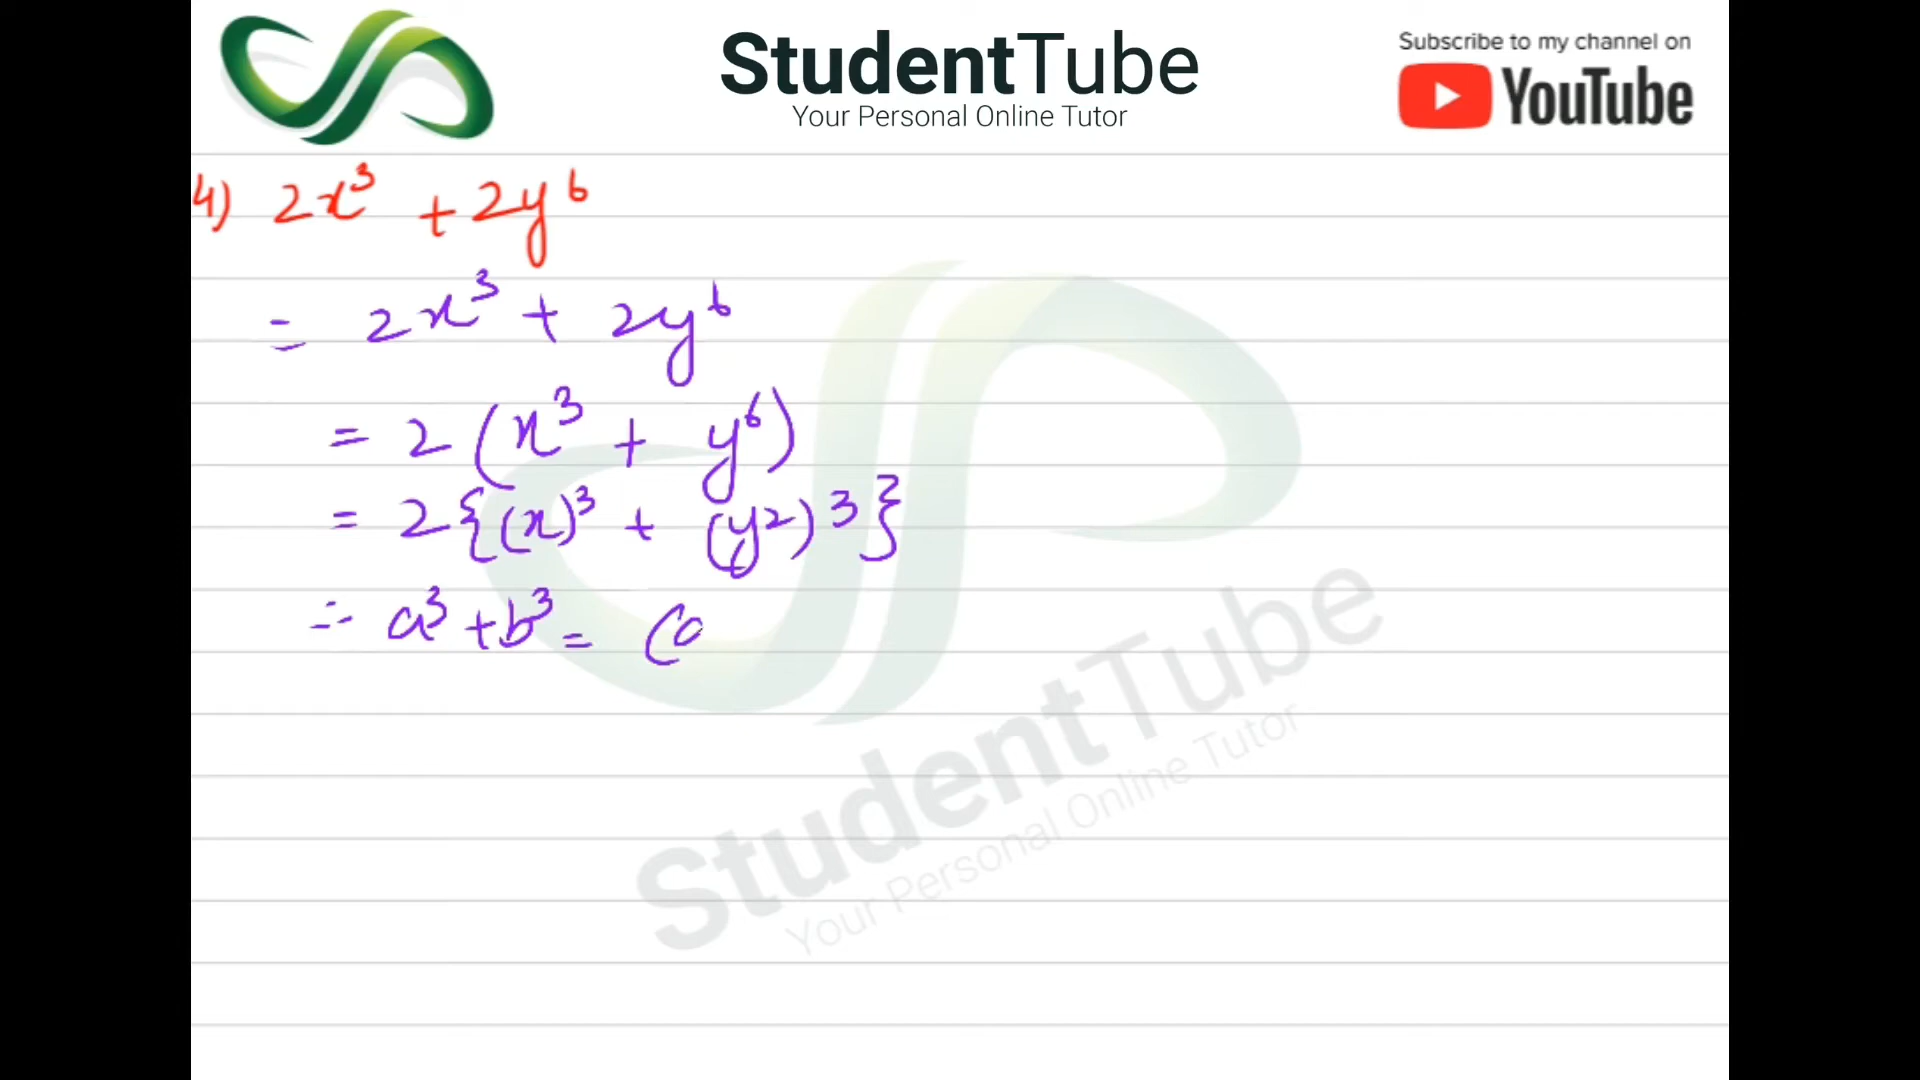 StudentTube
Your Personal Online Tutor
Subscribe to my channel on
YouTube
4) 2x³ + 2y⁶
= 2x³ + 2y⁶
= 2 (x³ + y⁶)
= 2{(x)³ + (y²)³}
∴ a³ + b³ = (a
StudentTube
Your Personal Online Tutor